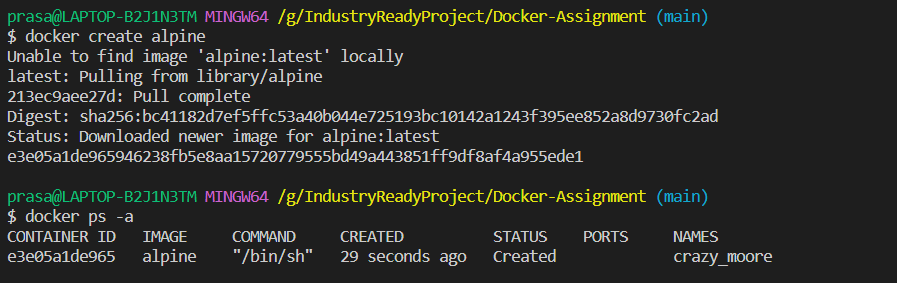 prasa@LAPTOP-B2J1N3TM MINGW64 /g/IndustryReadyProject/Docker-Assignment (main)
$ docker create alpine
Unable to find image 'alpine:latest' locally
latest: Pulling from library/alpine
213ec9aee27d: Pull complete
Digest: sha256:bc41182d7ef5ffc53a40b044e725193bc10142a1243f395ee852a8d9730fc2ad
Status: Downloaded newer image for alpine:latest
e3e05a1de965946238fb5e8aa15720779555bd49a443851ff9df8af4a955ede1
prasa@LAPTOP-B2J1N3TM MINGW64 /g/IndustryReadyProject/Docker-Assignment (main)
$ docker ps -a
CONTAINER ID   IMAGE     COMMAND     CREATED          STATUS    PORTS     NAMES
e3e05a1de965   alpine    "/bin/sh"   29 seconds ago   Created             crazy_moore